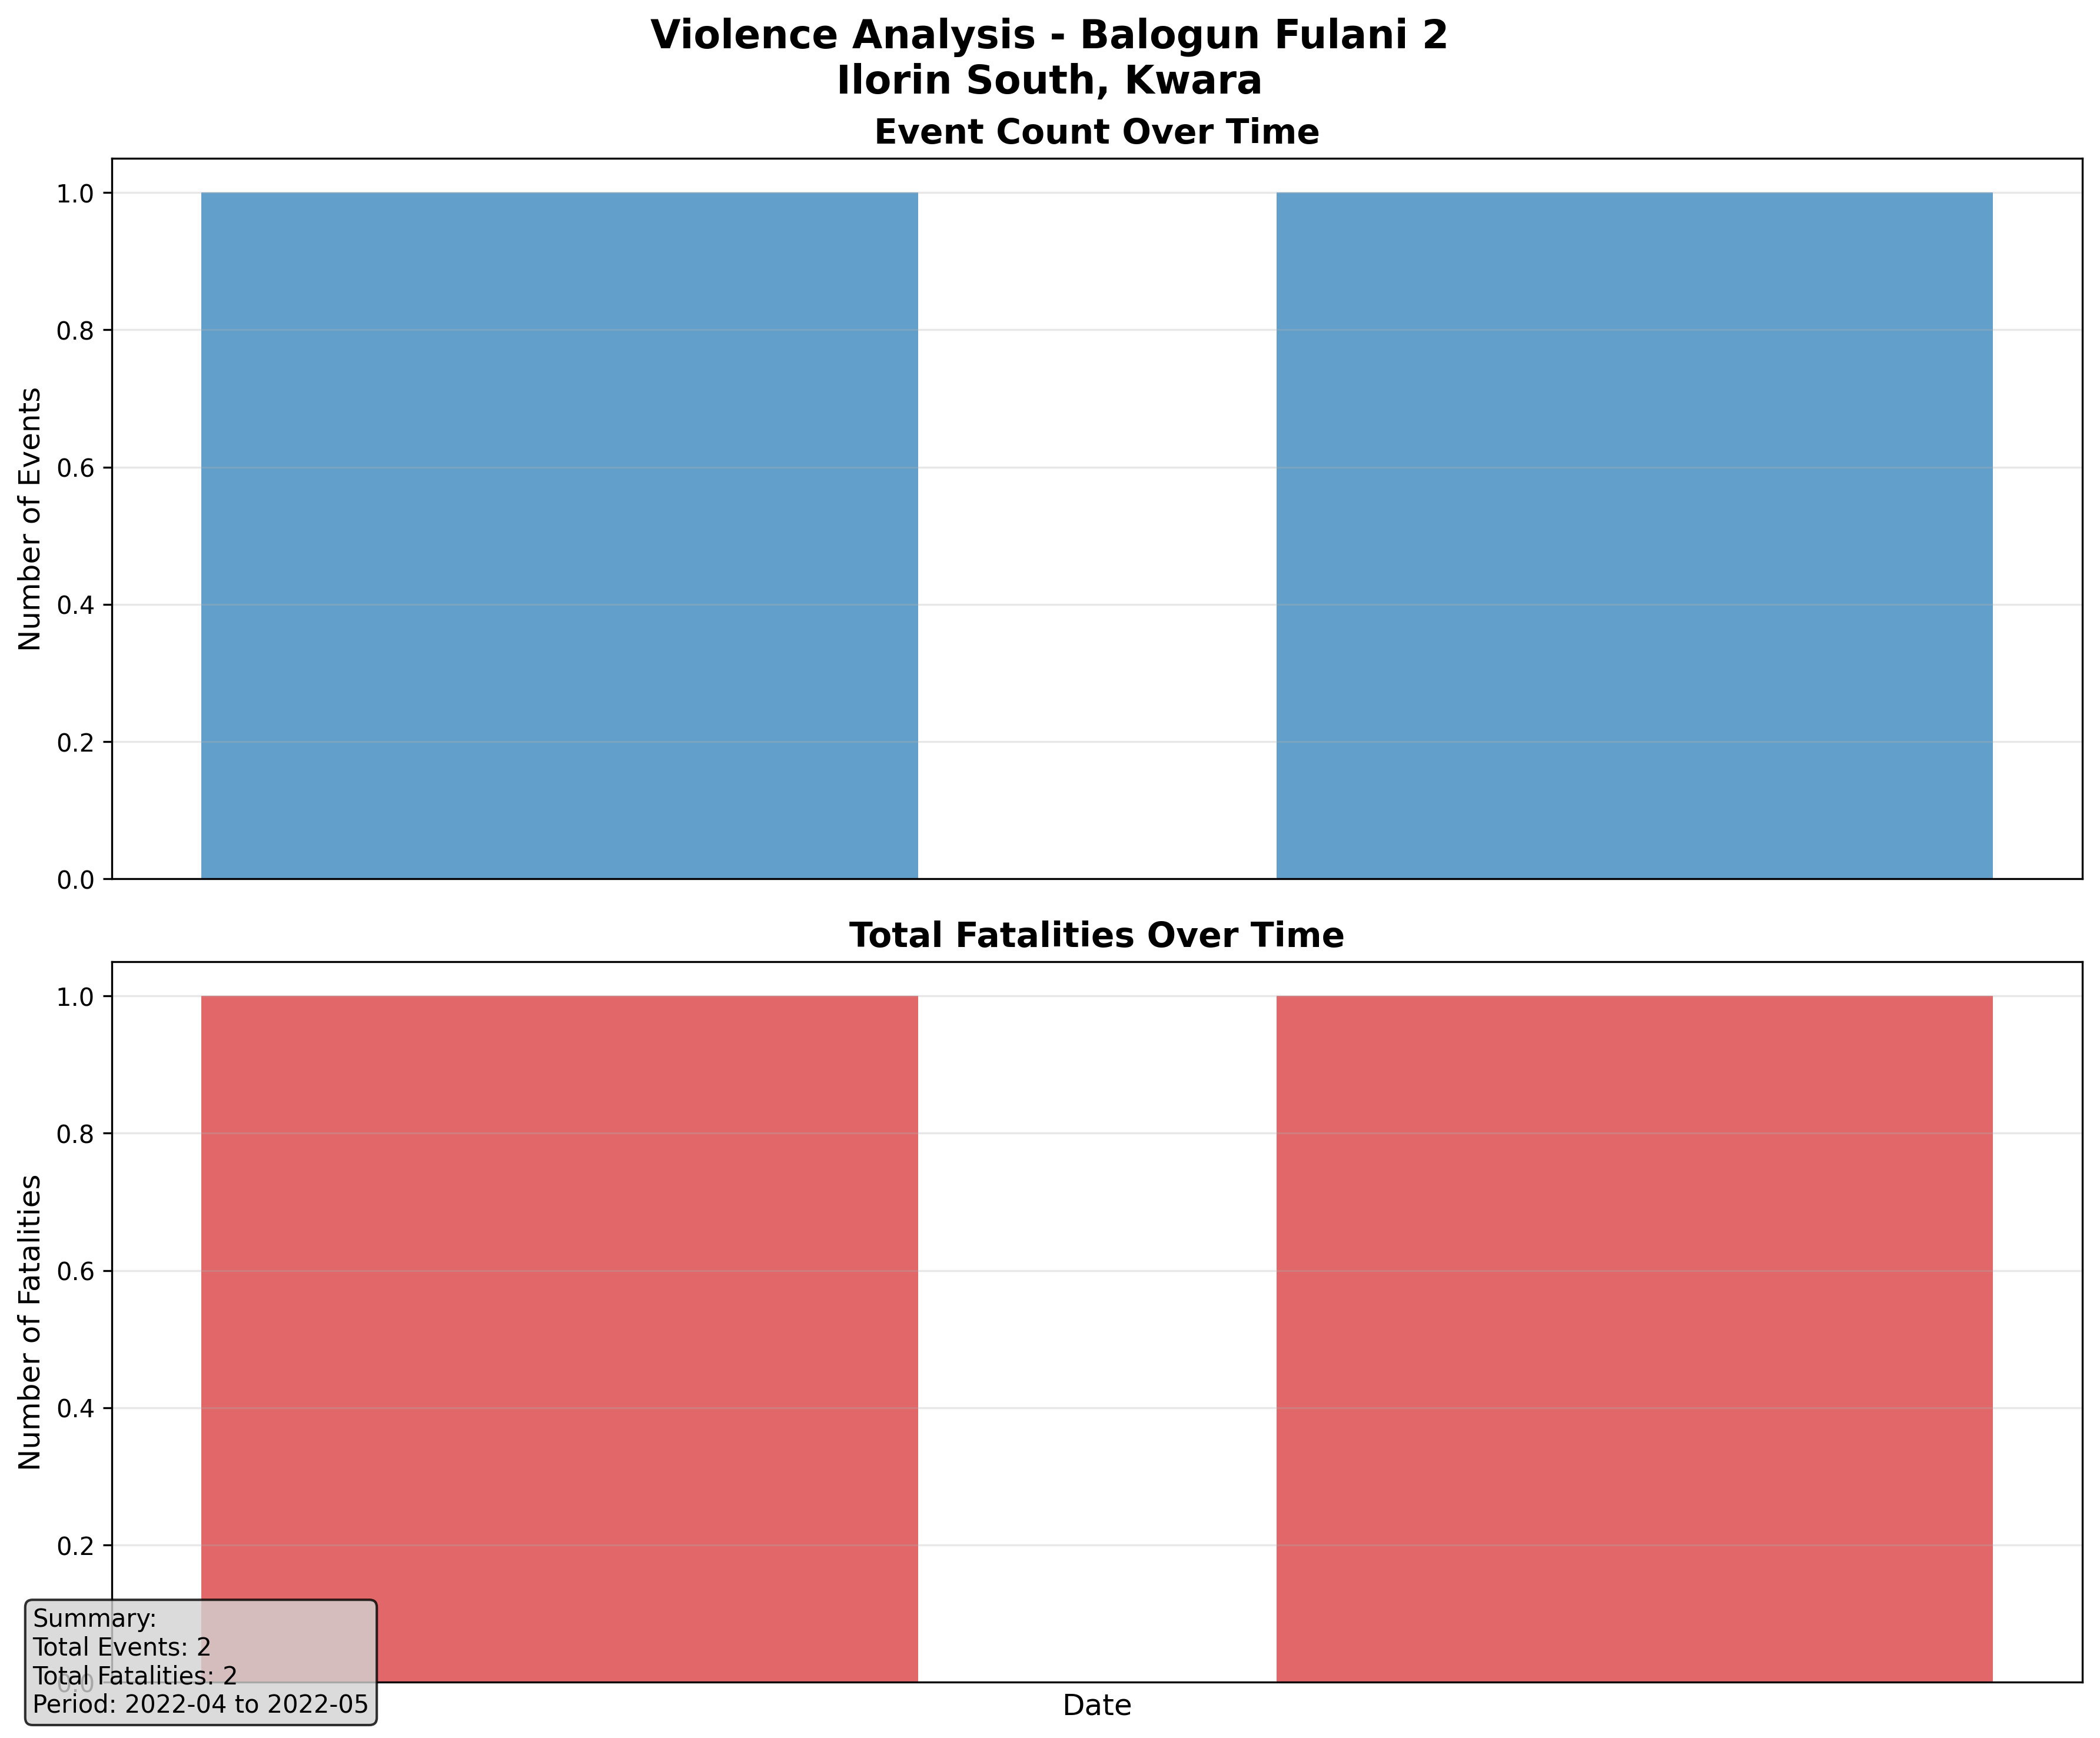 Violence Analysis - Balogun Fulani 2
Ilorin South, Kwara
Event Count Over Time
1.0
0.8
0.6
0.4
0.2
0.0
Number of Events
Total Fatalities Over Time
1.0
0.8
0.6
0.4
0.2
0.0
Number of Fatalities
Summary:
Total Events: 2
Total Fatalities: 2
Period: 2022-04 to 2022-05
Date